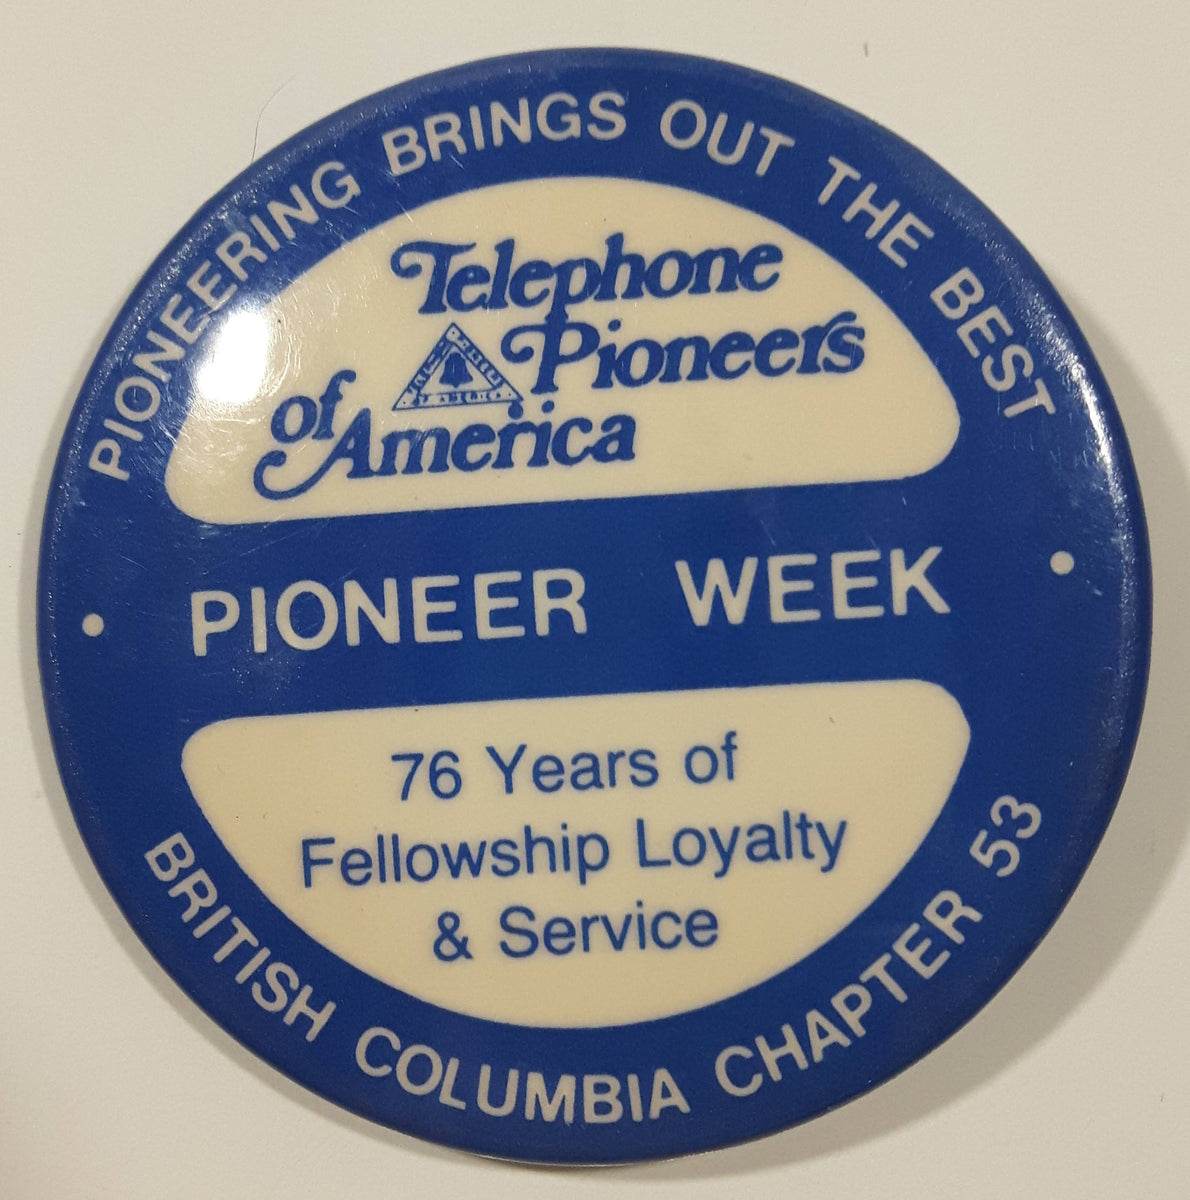 PIONEERING BRINGS OUT THE BEST
Telephone
Pioneers
of America
PIONEER WEEK
76 Years of
Fellowship Loyalty
& Service
BRITISH COLUMBIA CHAPTER 53